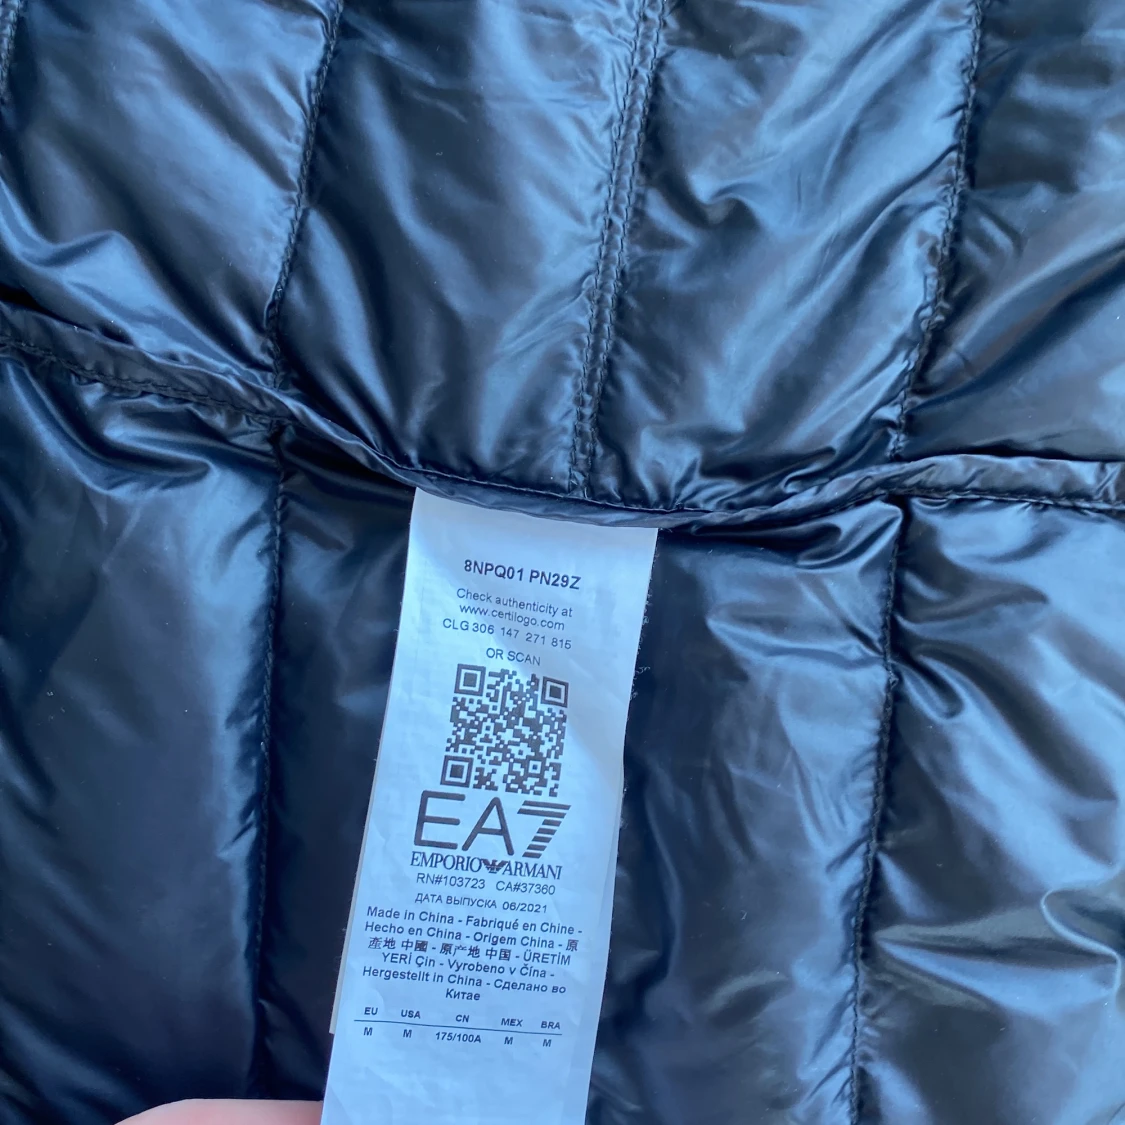 8NPQ01 PN29Z
Check authenticity at
www.certilogo.com
CLG 306 147 271 815
OR SCAN
EA7
EMPORIO ARMANI
RN#103723 CA#37360
ДАТА ВЫПУСКА 06/2021
Made in China - Fabriqué en Chine -
Hecho en China - Origem China - 原
產地 中國 - 原产地 中国 - ÜRETİM
YERİ Çin - Vyrobeno v Čína -
Hergestellt in China - Сделано во
Китае
EU USA CN MEX BRA
M M 175/100A M M